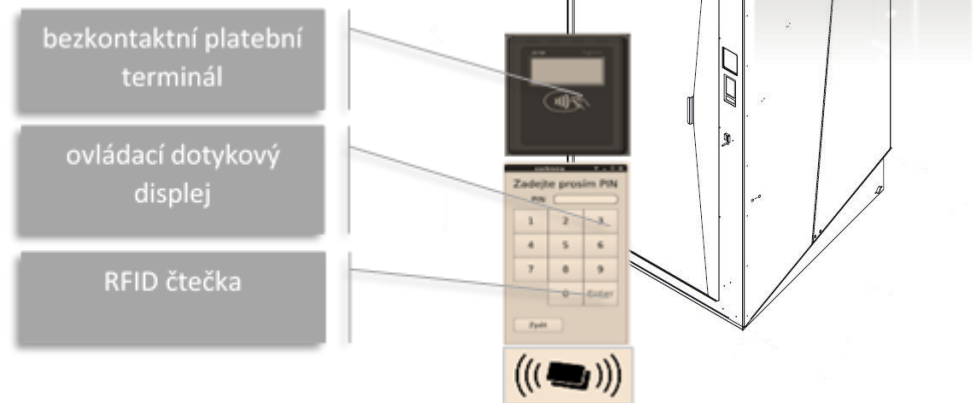 bezkontaktní platební
terminál
ovládací dotykový
displej
RFID čtečka
Zadejte prosím PIN
PIN
1 2 3
4 5 6
7 8 9
0 Enter
Zpět